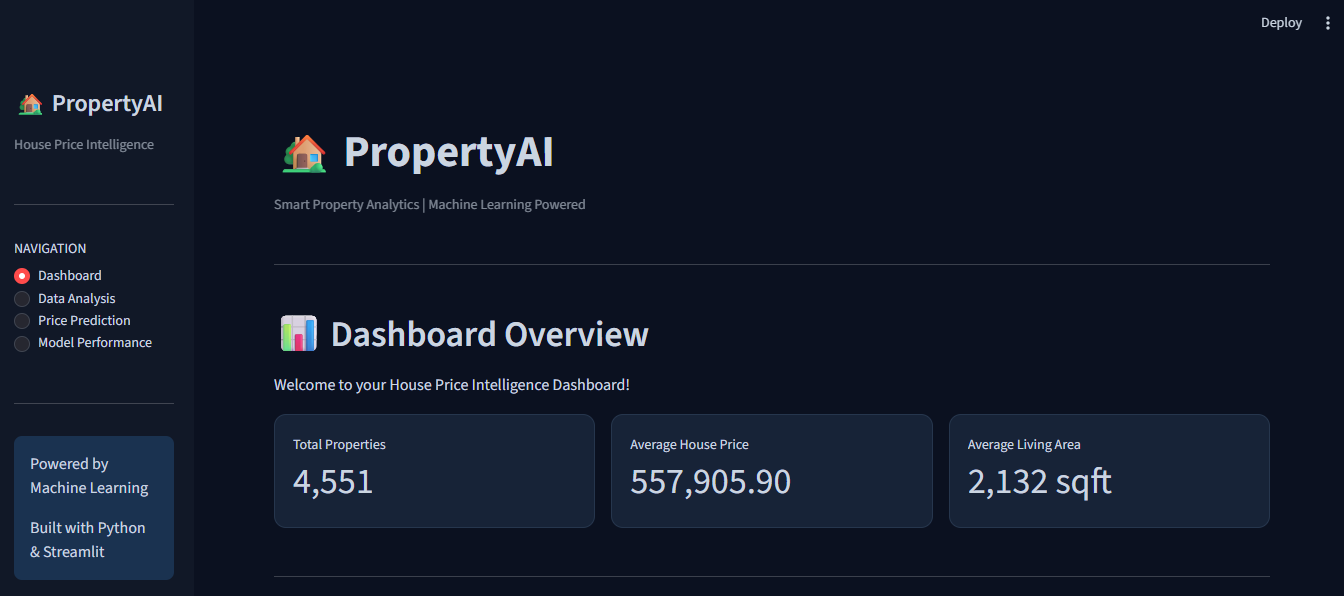 Deploy
PropertyAI
House Price Intelligence
NAVIGATION
Dashboard
Data Analysis
Price Prediction
Model Performance
Powered by
Machine Learning
Built with Python
& Streamlit
PropertyAI
Smart Property Analytics | Machine Learning Powered
Dashboard Overview
Welcome to your House Price Intelligence Dashboard!
Total Properties
4,551
Average House Price
557,905.90
Average Living Area
2,132 sqft